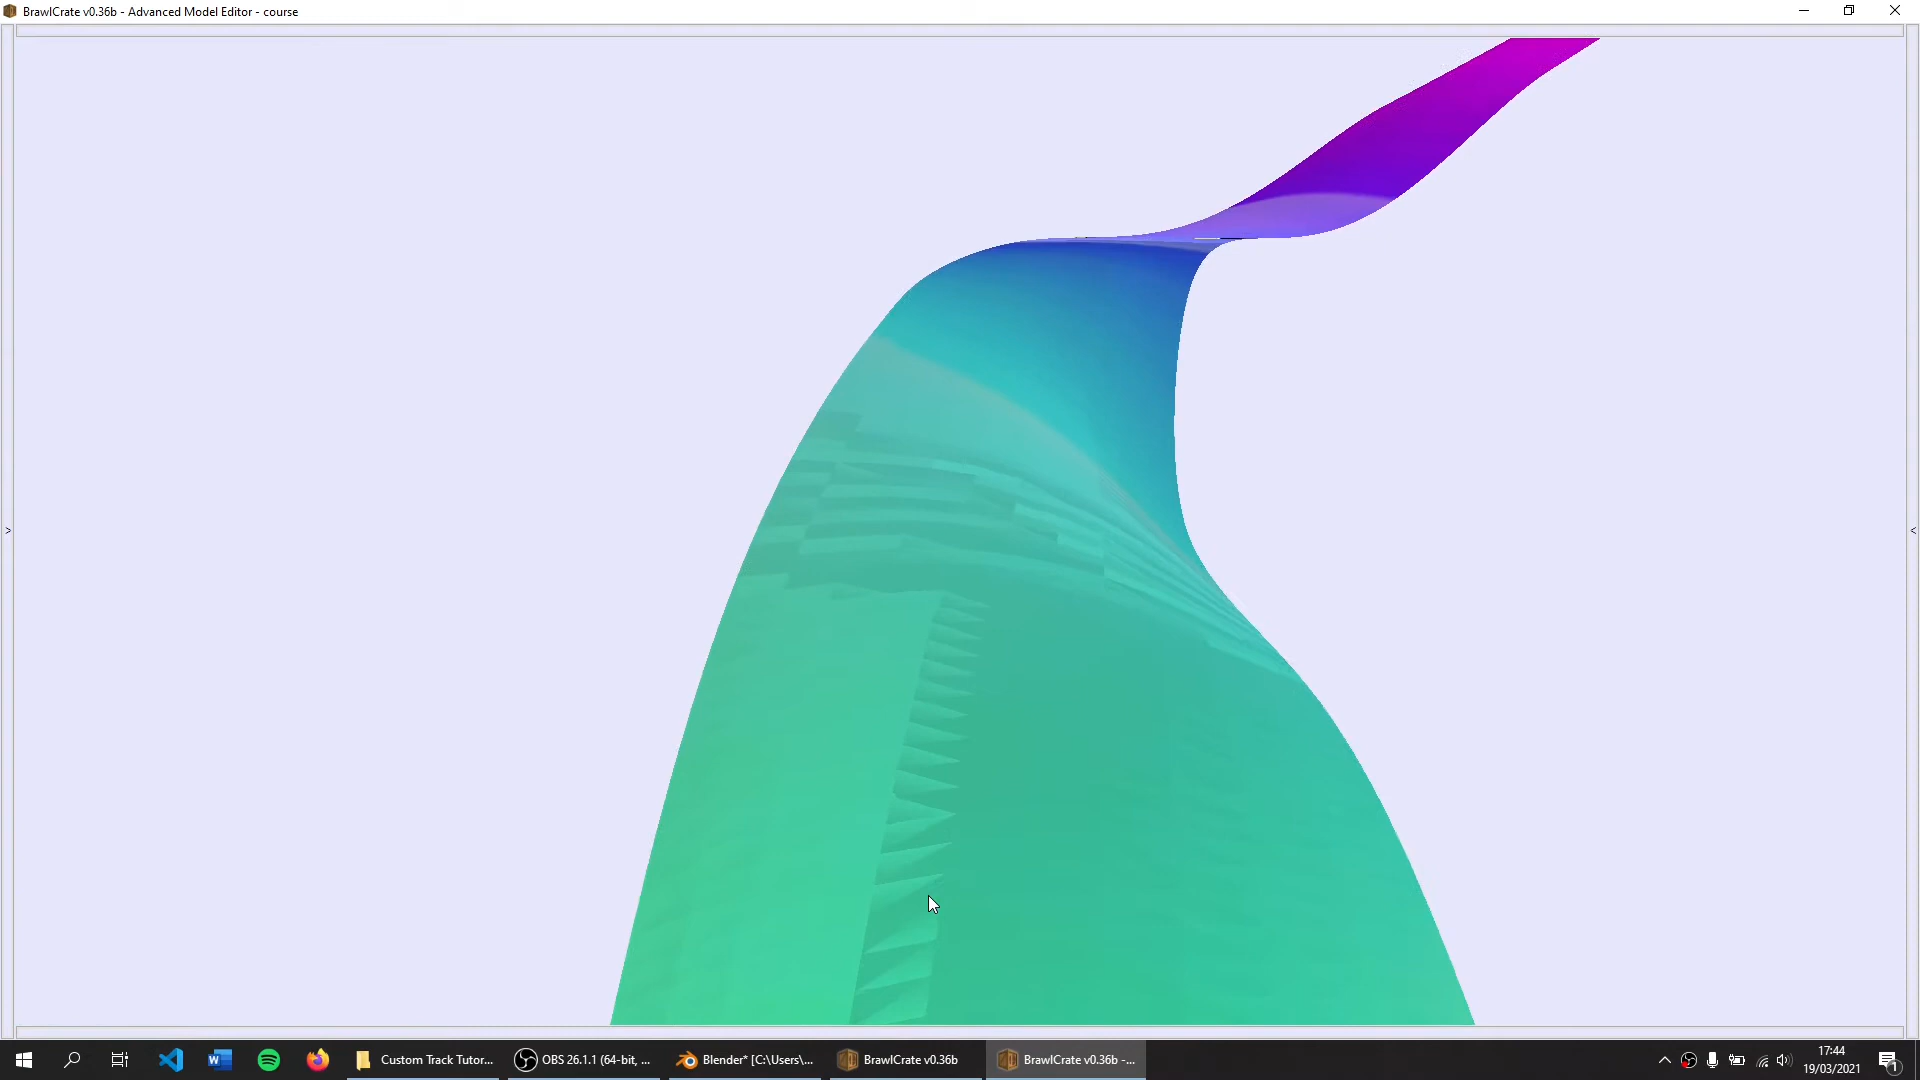 BrawlCrate v0.36b - Advanced Model Editor - course
>
<
Custom Track Tutor...
OBS 26.1.1 (64-bit, ...
Blender* [C:\Users\...
BrawlCrate v0.36b
BrawlCrate v0.36b -...
17:44
19/03/2021
1